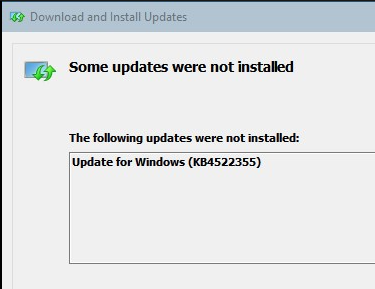 Download and Install Updates
Some updates were not installed
The following updates were not installed:
Update for Windows (KB4522355)